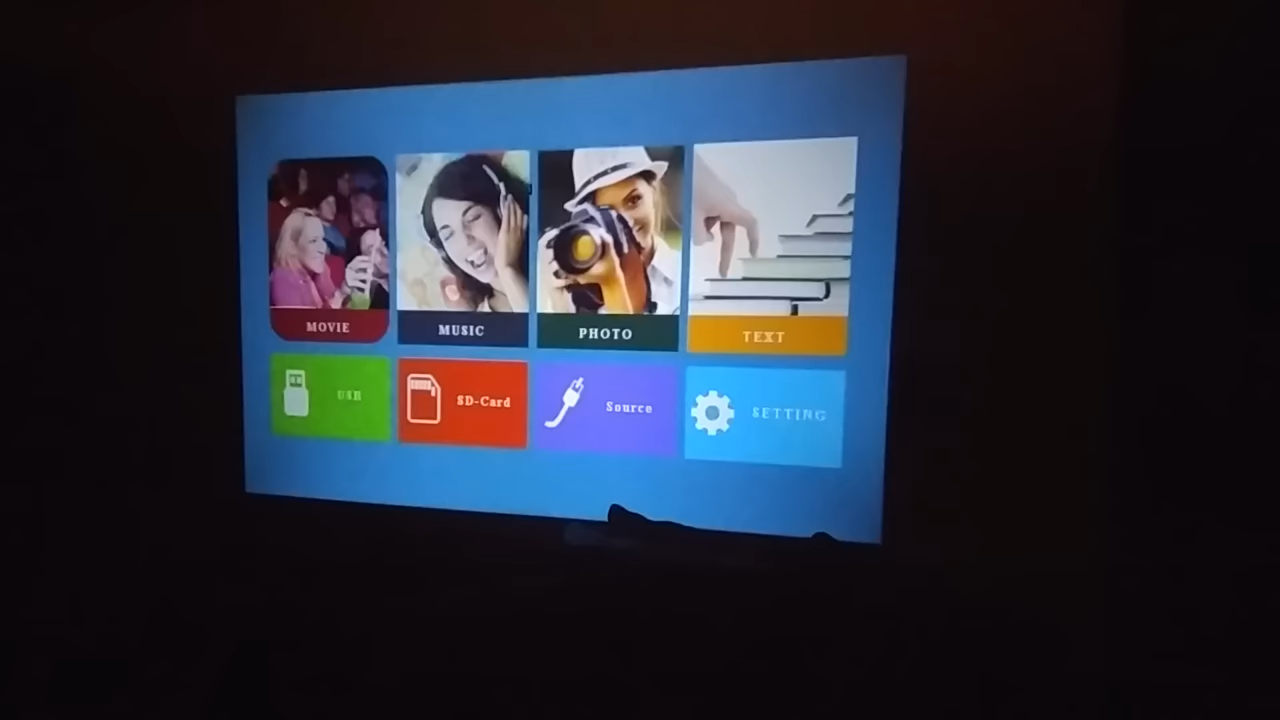 MOVIE
MUSIC
PHOTO
TEXT
USB
SD-Card
Source
SETTING